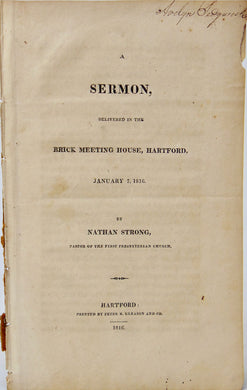 A
SERMON,
DELIVERED IN THE
BRICK MEETING HOUSE, HARTFORD.
JANUARY 7, 1816.
BY
NATHAN STRONG,
PASTOR OF THE FIRST PRESBYTERIAN CHURCH,
HARTFORD:
PRINTED BY PETER B. GLEASON AND CO.
1816.